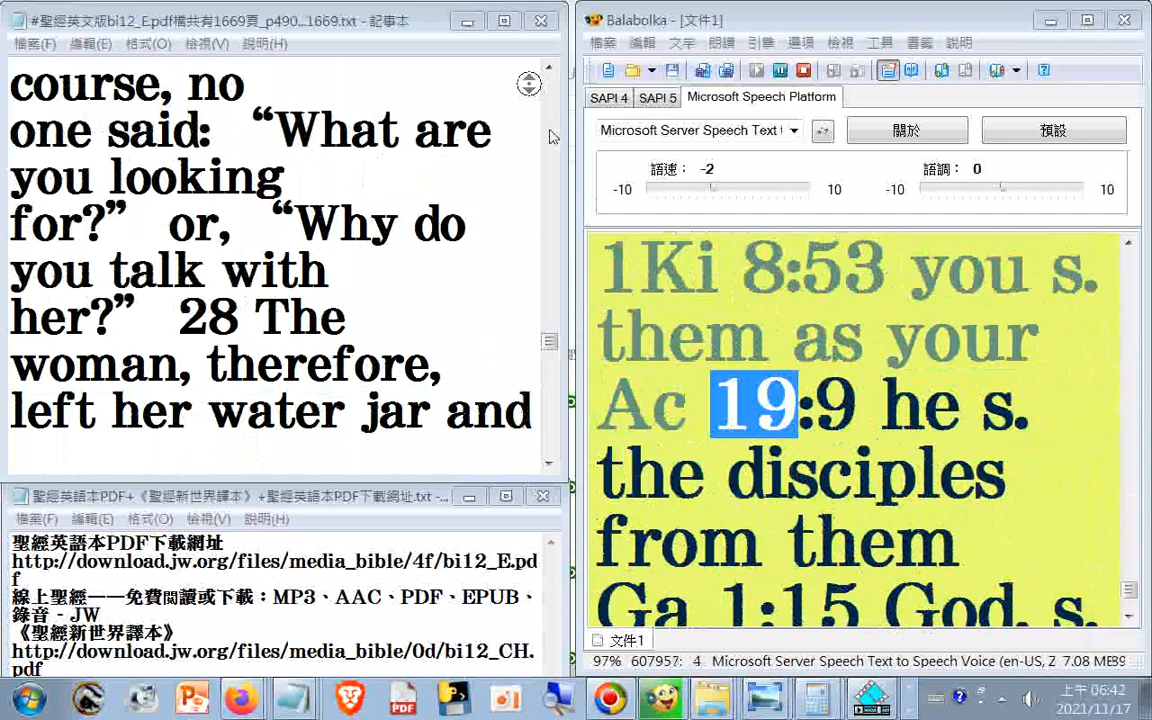 #聖經英文版bi12_E.pdf檔共有1669頁_p490...1669.txt - 記事本
檔案(F) 編輯(E) 格式(O) 檢視(V) 說明(H)
course, no
one said: “What are
you looking
for?” or, “Why do
you talk with
her?” 28 The
woman, therefore,
left her water jar and
聖經英語本PDF+《聖經新世界譯本》+聖經英語本PDF下載網址.txt - ...
檔案(F) 編輯(E) 格式(O) 檢視(V) 說明(H)
聖經英語本PDF下載網址
http://download.jw.org/files/media_bible/4f/bi12_E.pd
f
線上聖經——免費閱讀或下載：MP3、AAC、PDF、EPUB、
錄音 - JW
《聖經新世界譯本》
http://download.jw.org/files/media_bible/0d/bi12_CH.
pdf
Balabolka - [文件1]
檔案 編輯 文字 朗讀 引擎 選項 檢視 工具 書籤 說明
SAPI 4 SAPI 5 Microsoft Speech Platform
Microsoft Server Speech Text 關於 預設
語速： -2 語調： 0
-10 10 -10 10
1Ki 8:53 you s.
them as your
Ac 19:9 he s.
the disciples
from them
Ga 1:15 God, s.
文件1
97% 4 Microsoft Server Speech Text to Speech Voice (en-US, Z 7.08 MB
PDF
上午 06:42
2021/11/17